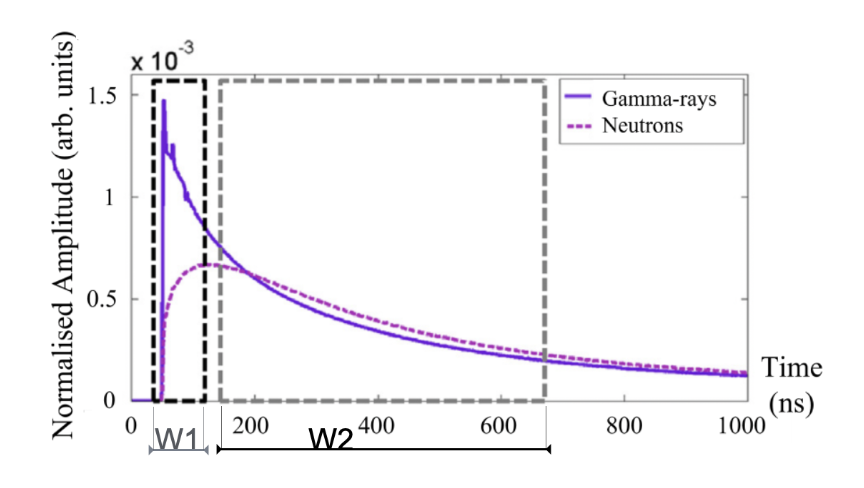 x 10⁻³
Normalised Amplitude (arb. units)
1.5
1
0.5
0
Gamma-rays
Neutrons
0
200
400
600
800
1000
Time
(ns)
W1
W2